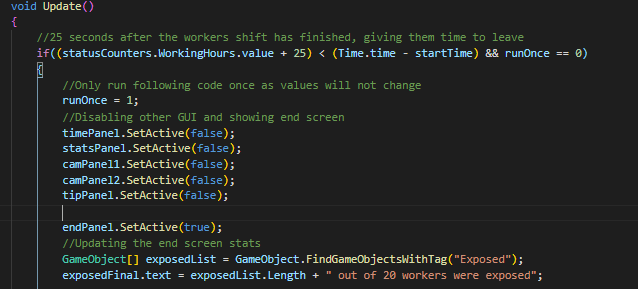 void Update()
{
//25 seconds after the workers shift has finished, giving them time to leave
if((statusCounters.WorkingHours.value + 25) < (Time.time - startTime) && runOnce == 0)
{
//Only run following code once as values will not change
runOnce = 1;
//Disabling other GUI and showing end screen
timePanel.SetActive(false);
statsPanel.SetActive(false);
camPanel1.SetActive(false);
camPanel2.SetActive(false);
tipPanel.SetActive(false);
endPanel.SetActive(true);
//Updating the end screen stats
GameObject[] exposedList = GameObject.FindGameObjectsWithTag("Exposed");
exposedFinal.text = exposedList.Length + " out of 20 workers were exposed";